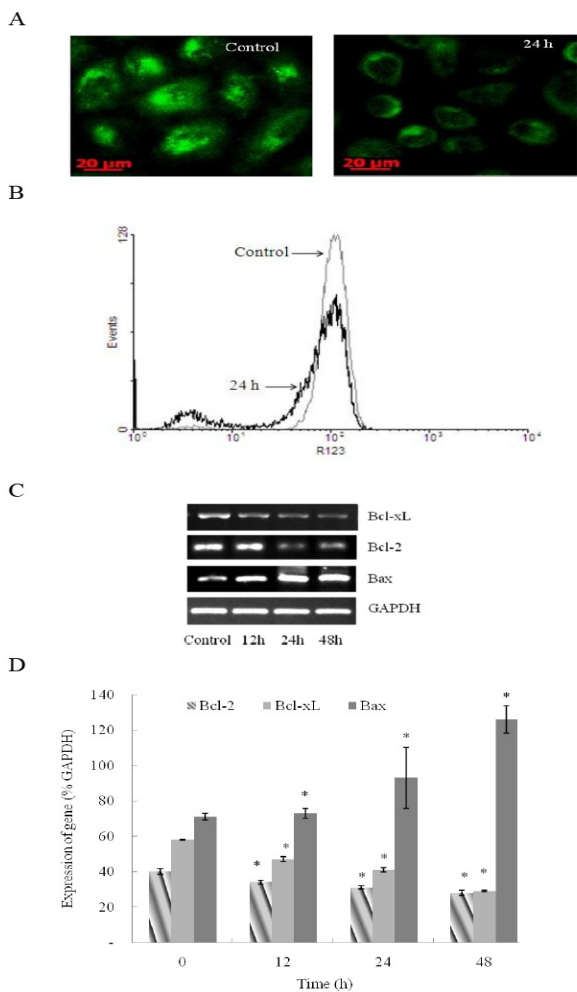 A
Control
20 µm
24 h
20 µm
B
128
Control
24 h
Events
0
10⁰ 10¹ 10² 10³ 10⁴
R123
C
Bcl-xL
Bcl-2
Bax
GAPDH
Control 12h 24h 48h
D
140
120
100
80
60
40
20
-
Bcl-2 Bcl-xL Bax
Expression of gene (% GAPDH)
* * *
* * *
* * *
0 12 24 48
Time (h)